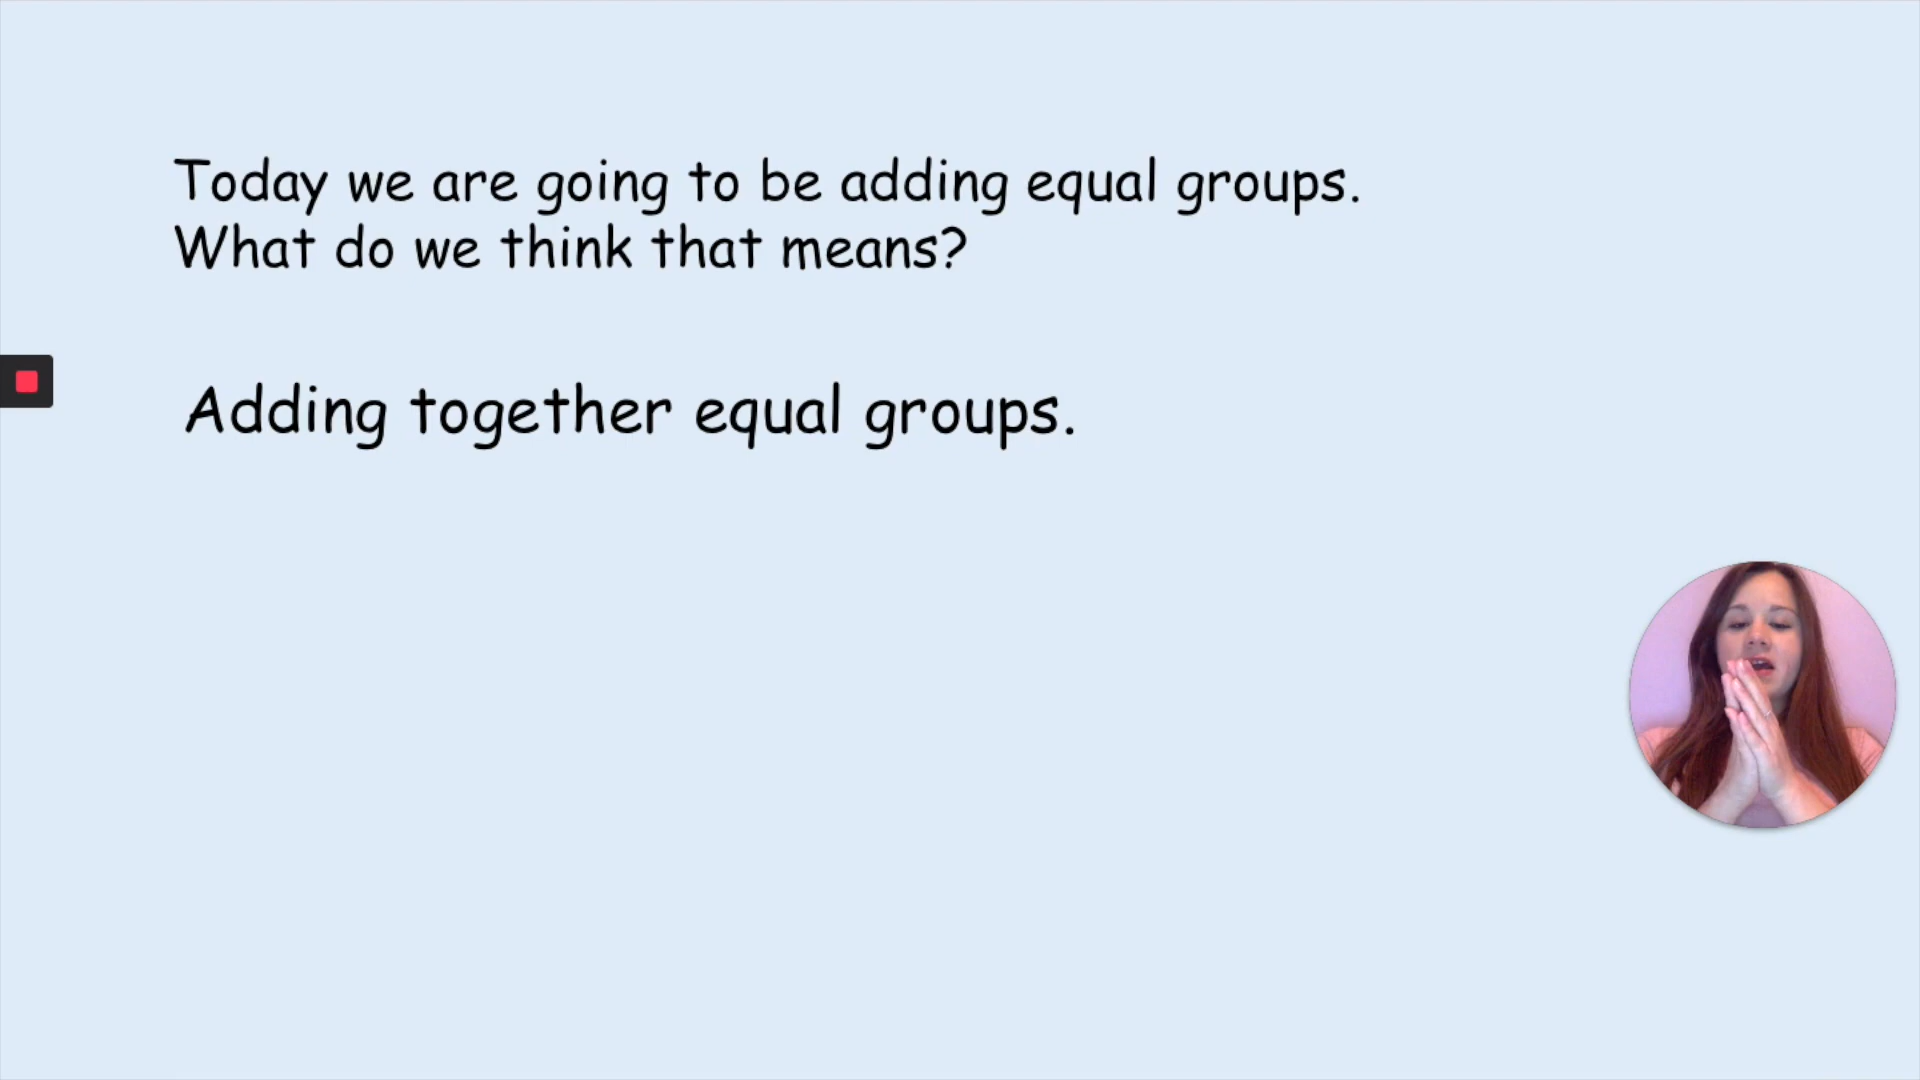 Today we are going to be adding equal groups.
What do we think that means?
Adding together equal groups.